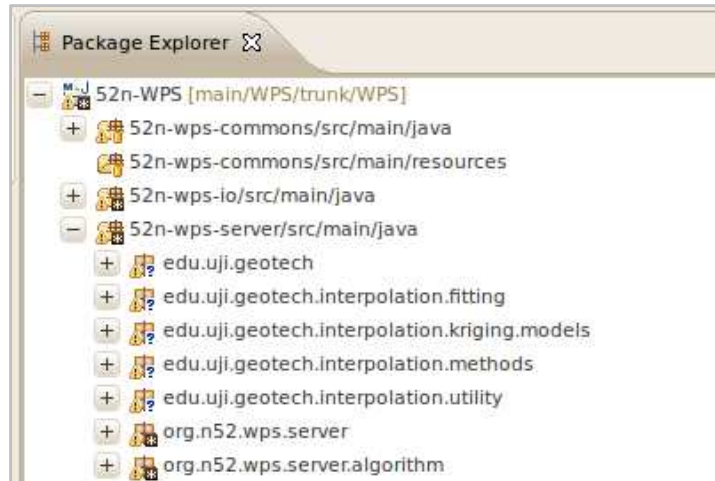 Package Explorer
52n-WPS [main/WPS/trunk/WPS]
52n-wps-commons/src/main/java
52n-wps-commons/src/main/resources
52n-wps-io/src/main/java
52n-wps-server/src/main/java
edu.uji.geotech
edu.uji.geotech.interpolation.fitting
edu.uji.geotech.interpolation.kriging.models
edu.uji.geotech.interpolation.methods
edu.uji.geotech.interpolation.utility
org.n52.wps.server
org.n52.wps.server.algorithm